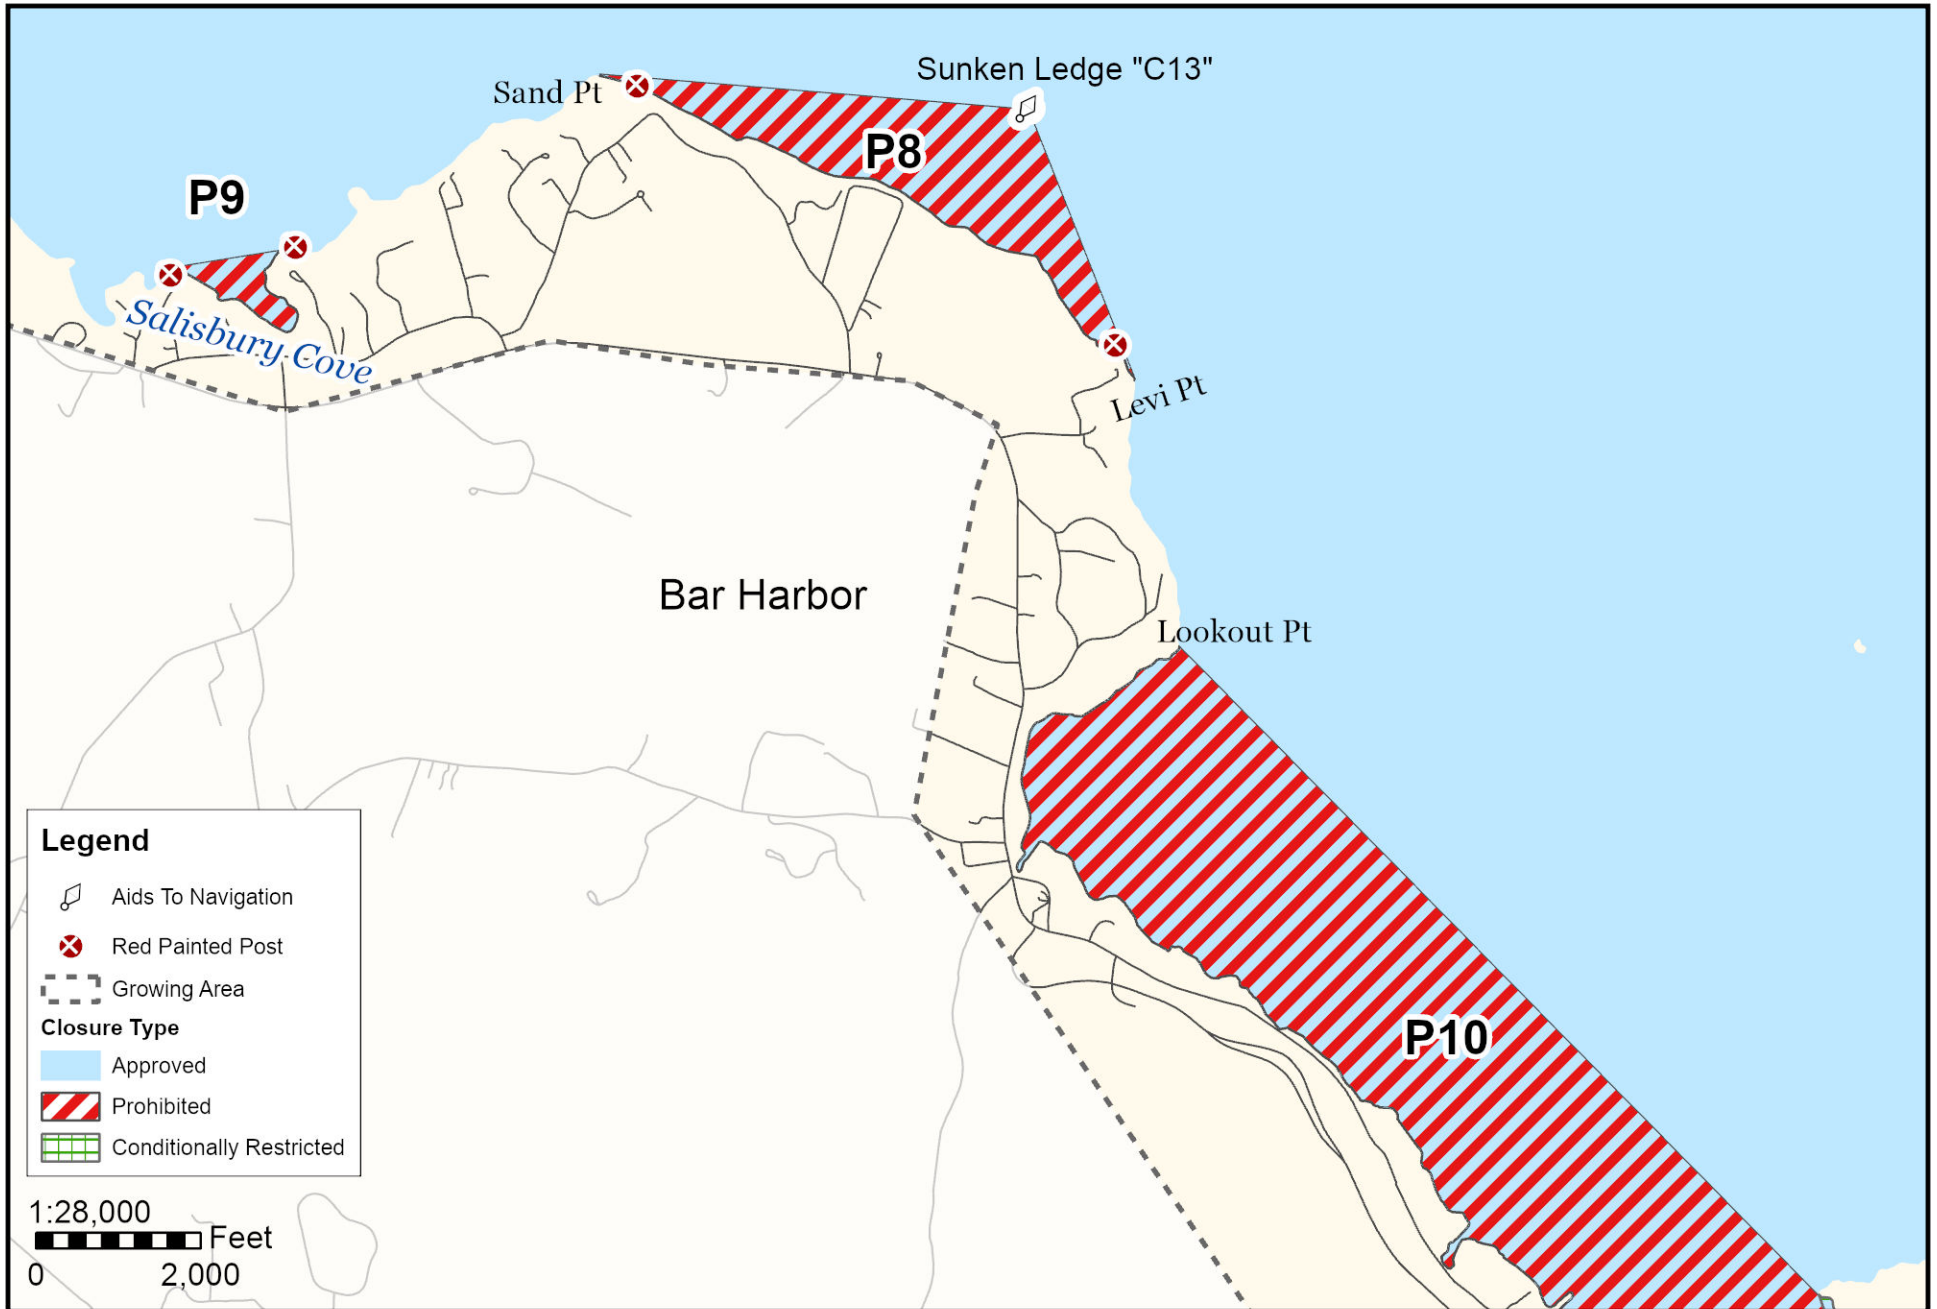 Sunken Ledge "C13"
Sand Pt
P8
P9
Salisbury Cove
Levi Pt
Bar Harbor
Lookout Pt
P10
Legend
Aids To Navigation
Red Painted Post
Growing Area
Closure Type
Approved
Prohibited
Conditionally Restricted
1:28,000
Feet
0 2,000